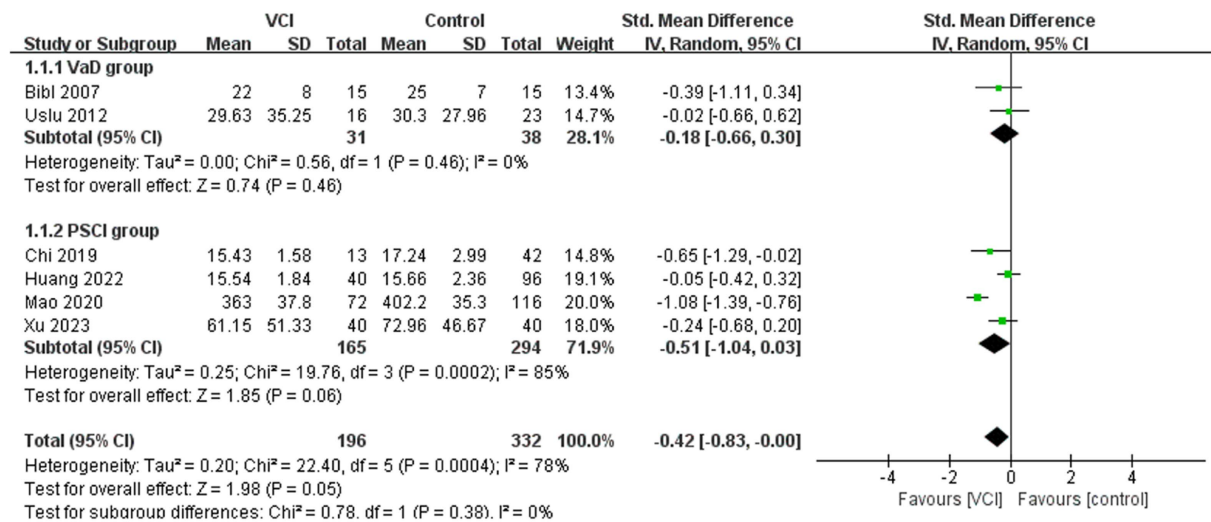 VCI Control Std. Mean Difference Std. Mean Difference
Study or Subgroup Mean SD Total Mean SD Total Weight IV, Random, 95% CI IV, Random, 95% CI
1.1.1 VaD group
Bibl 2007 22 8 15 25 7 15 13.4% -0.39 [-1.11, 0.34]
Uslu 2012 29.63 35.25 16 30.3 27.96 23 14.7% -0.02 [-0.66, 0.62]
Subtotal (95% CI) 31 38 28.1% -0.18 [-0.66, 0.30]
Heterogeneity: Tau² = 0.00; Chi² = 0.56, df = 1 (P = 0.46); I² = 0%
Test for overall effect: Z = 0.74 (P = 0.46)
1.1.2 PSCI group
Chi 2019 15.43 1.58 13 17.24 2.99 42 14.8% -0.65 [-1.29, -0.02]
Huang 2022 15.54 1.84 40 15.66 2.36 96 19.1% -0.05 [-0.42, 0.32]
Mao 2020 363 37.8 72 402.2 35.3 116 20.0% -1.08 [-1.39, -0.76]
Xu 2023 61.15 51.33 40 72.96 46.67 40 18.0% -0.24 [-0.68, 0.20]
Subtotal (95% CI) 165 294 71.9% -0.51 [-1.04, 0.03]
Heterogeneity: Tau² = 0.25; Chi² = 19.76, df = 3 (P = 0.0002); I² = 85%
Test for overall effect: Z = 1.85 (P = 0.06)
Total (95% CI) 196 332 100.0% -0.42 [-0.83, -0.00]
Heterogeneity: Tau² = 0.20; Chi² = 22.40, df = 5 (P = 0.0004); I² = 78%
Test for overall effect: Z = 1.98 (P = 0.05)
Test for subgroup differences: Chi² = 0.78, df = 1 (P = 0.38), I² = 0%
-4 -2 0 2 4
Favours [VCI] Favours [control]